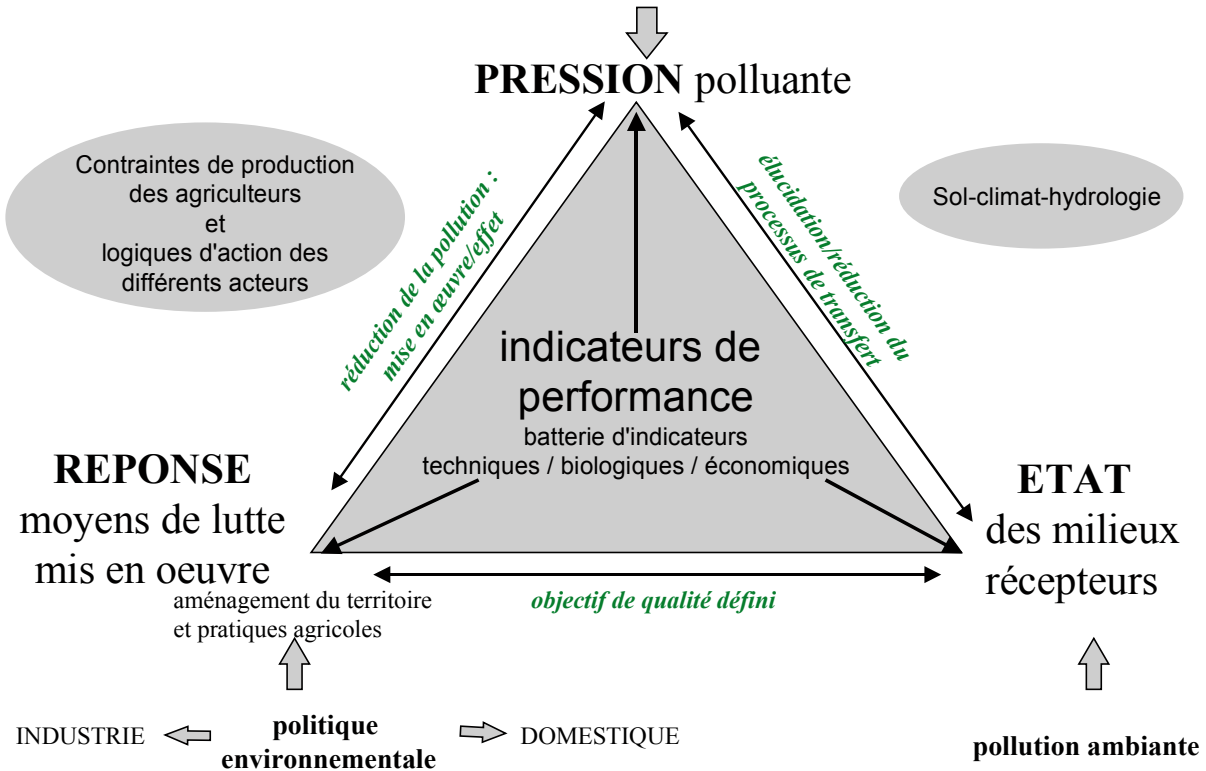 PRESSION polluante
Contraintes de production
des agriculteurs
et
logiques d'action des
différents acteurs
réduction de la pollution :
mise en œuvre/effet
élucidation/réduction du
processus de transfert
Sol-climat-hydrologie
indicateurs de
performance
batterie d'indicateurs
techniques / biologiques / économiques
REPONSE
moyens de lutte
mis en oeuvre
aménagement du territoire
et pratiques agricoles
ETAT
des milieux
récepteurs
objectif de qualité défini
INDUSTRIE
politique
environnementale
DOMESTIQUE
pollution ambiante